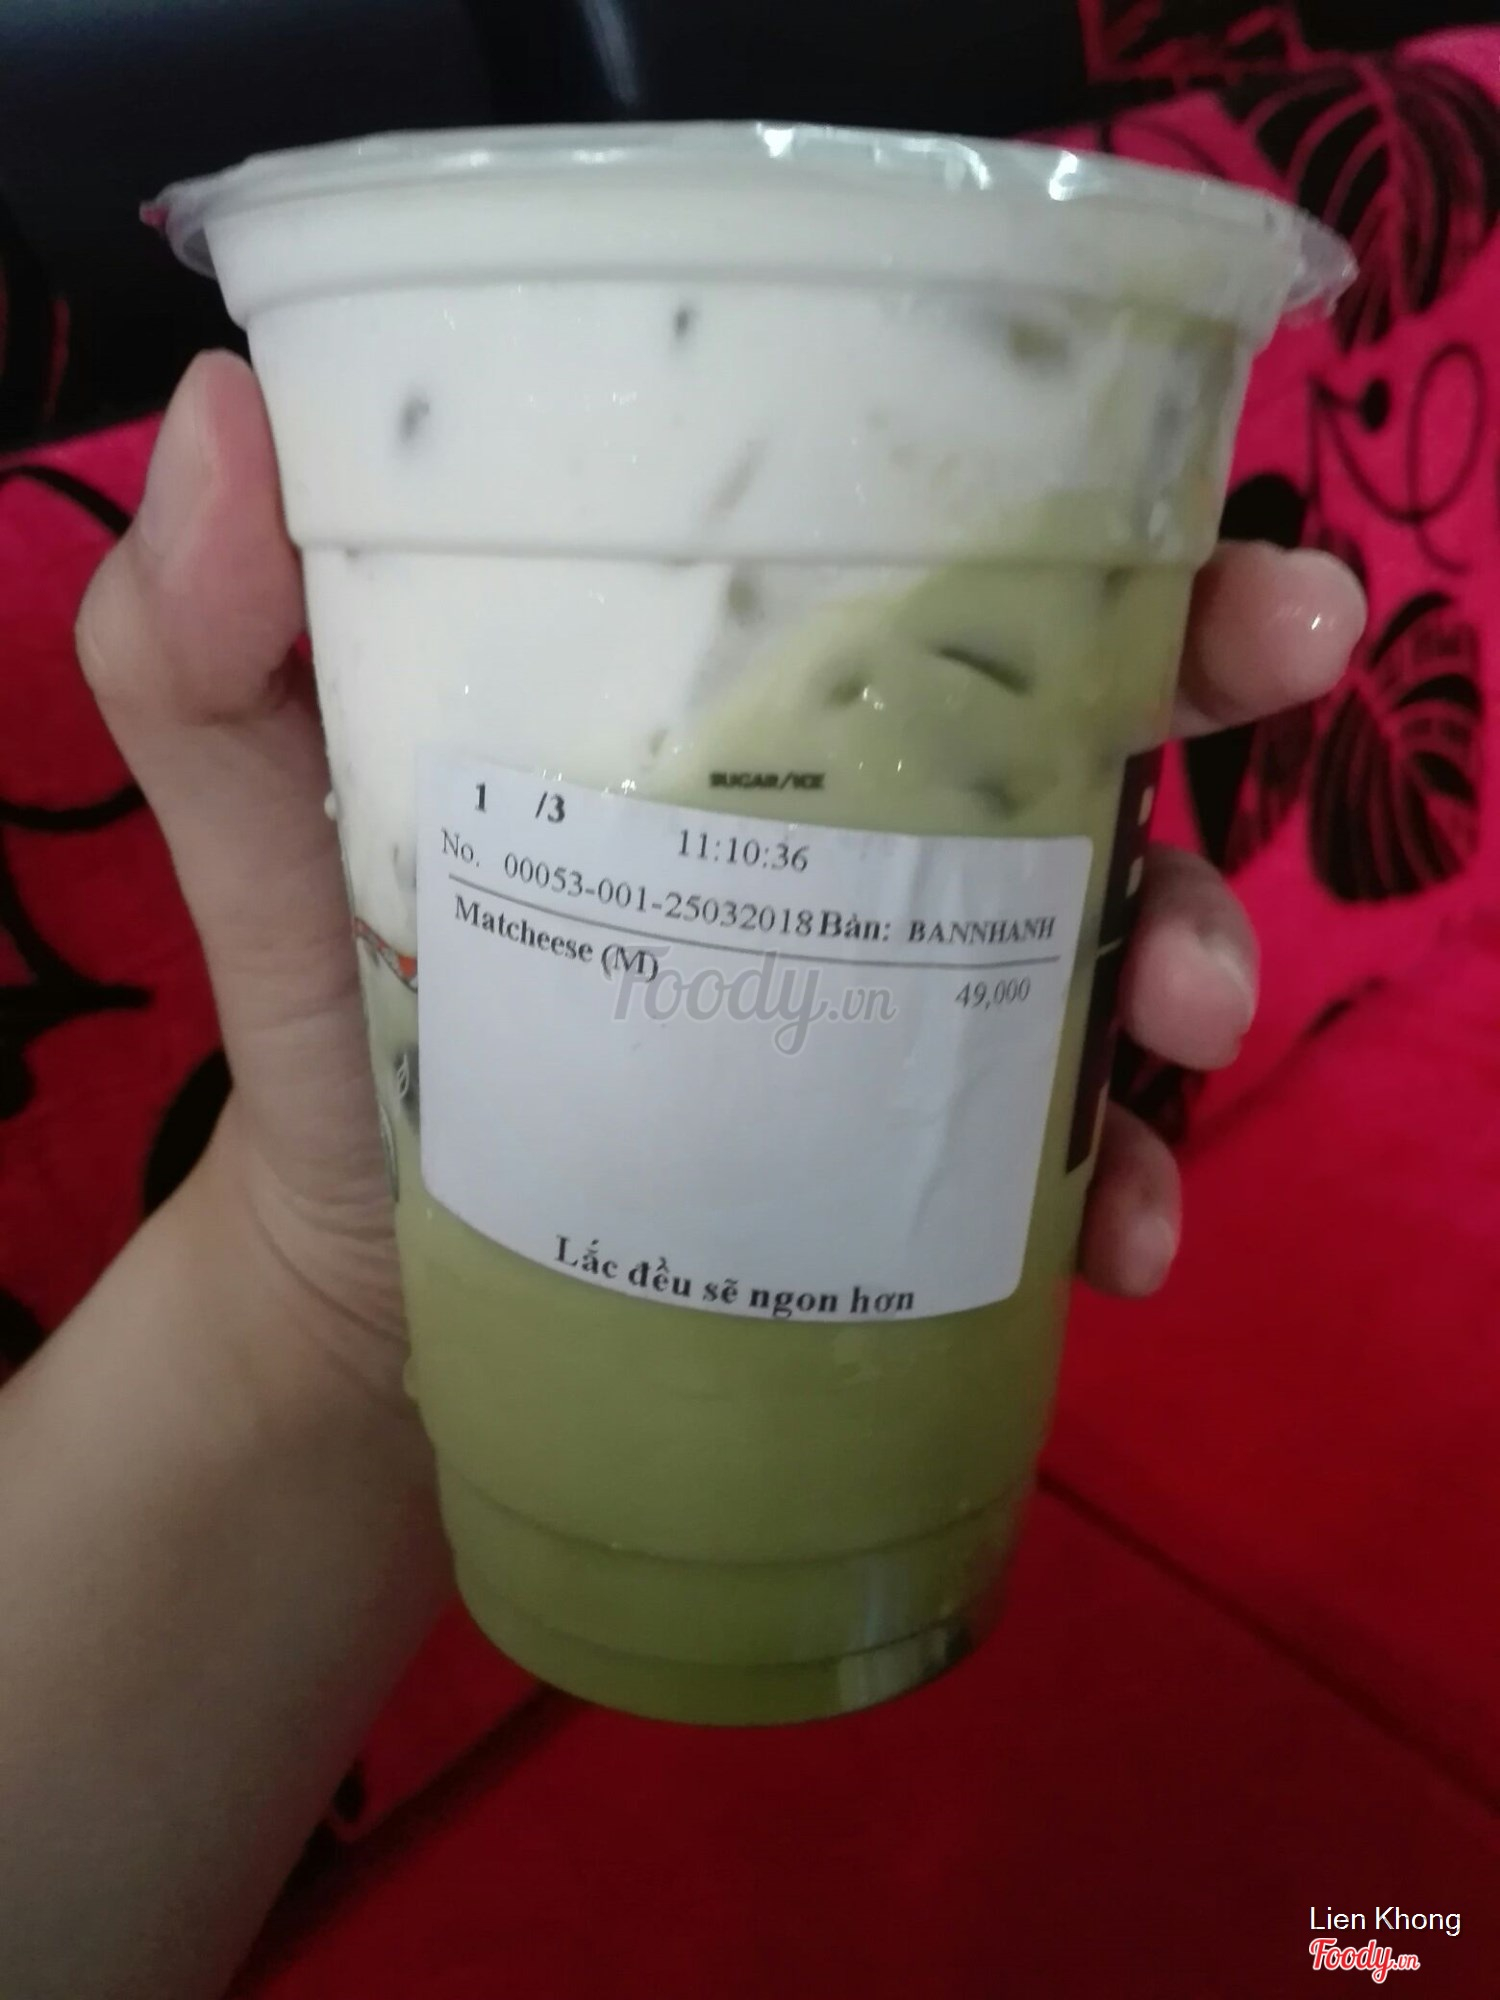 SUGAR/ICE
1 /3
11:10:36
No. 00053-001-25032018 Bàn: BANNHANH
Matcheese (M)
49,000
Foody.vn
Lắc đều sẽ ngon hơn
Lien Khong
Foody.vn